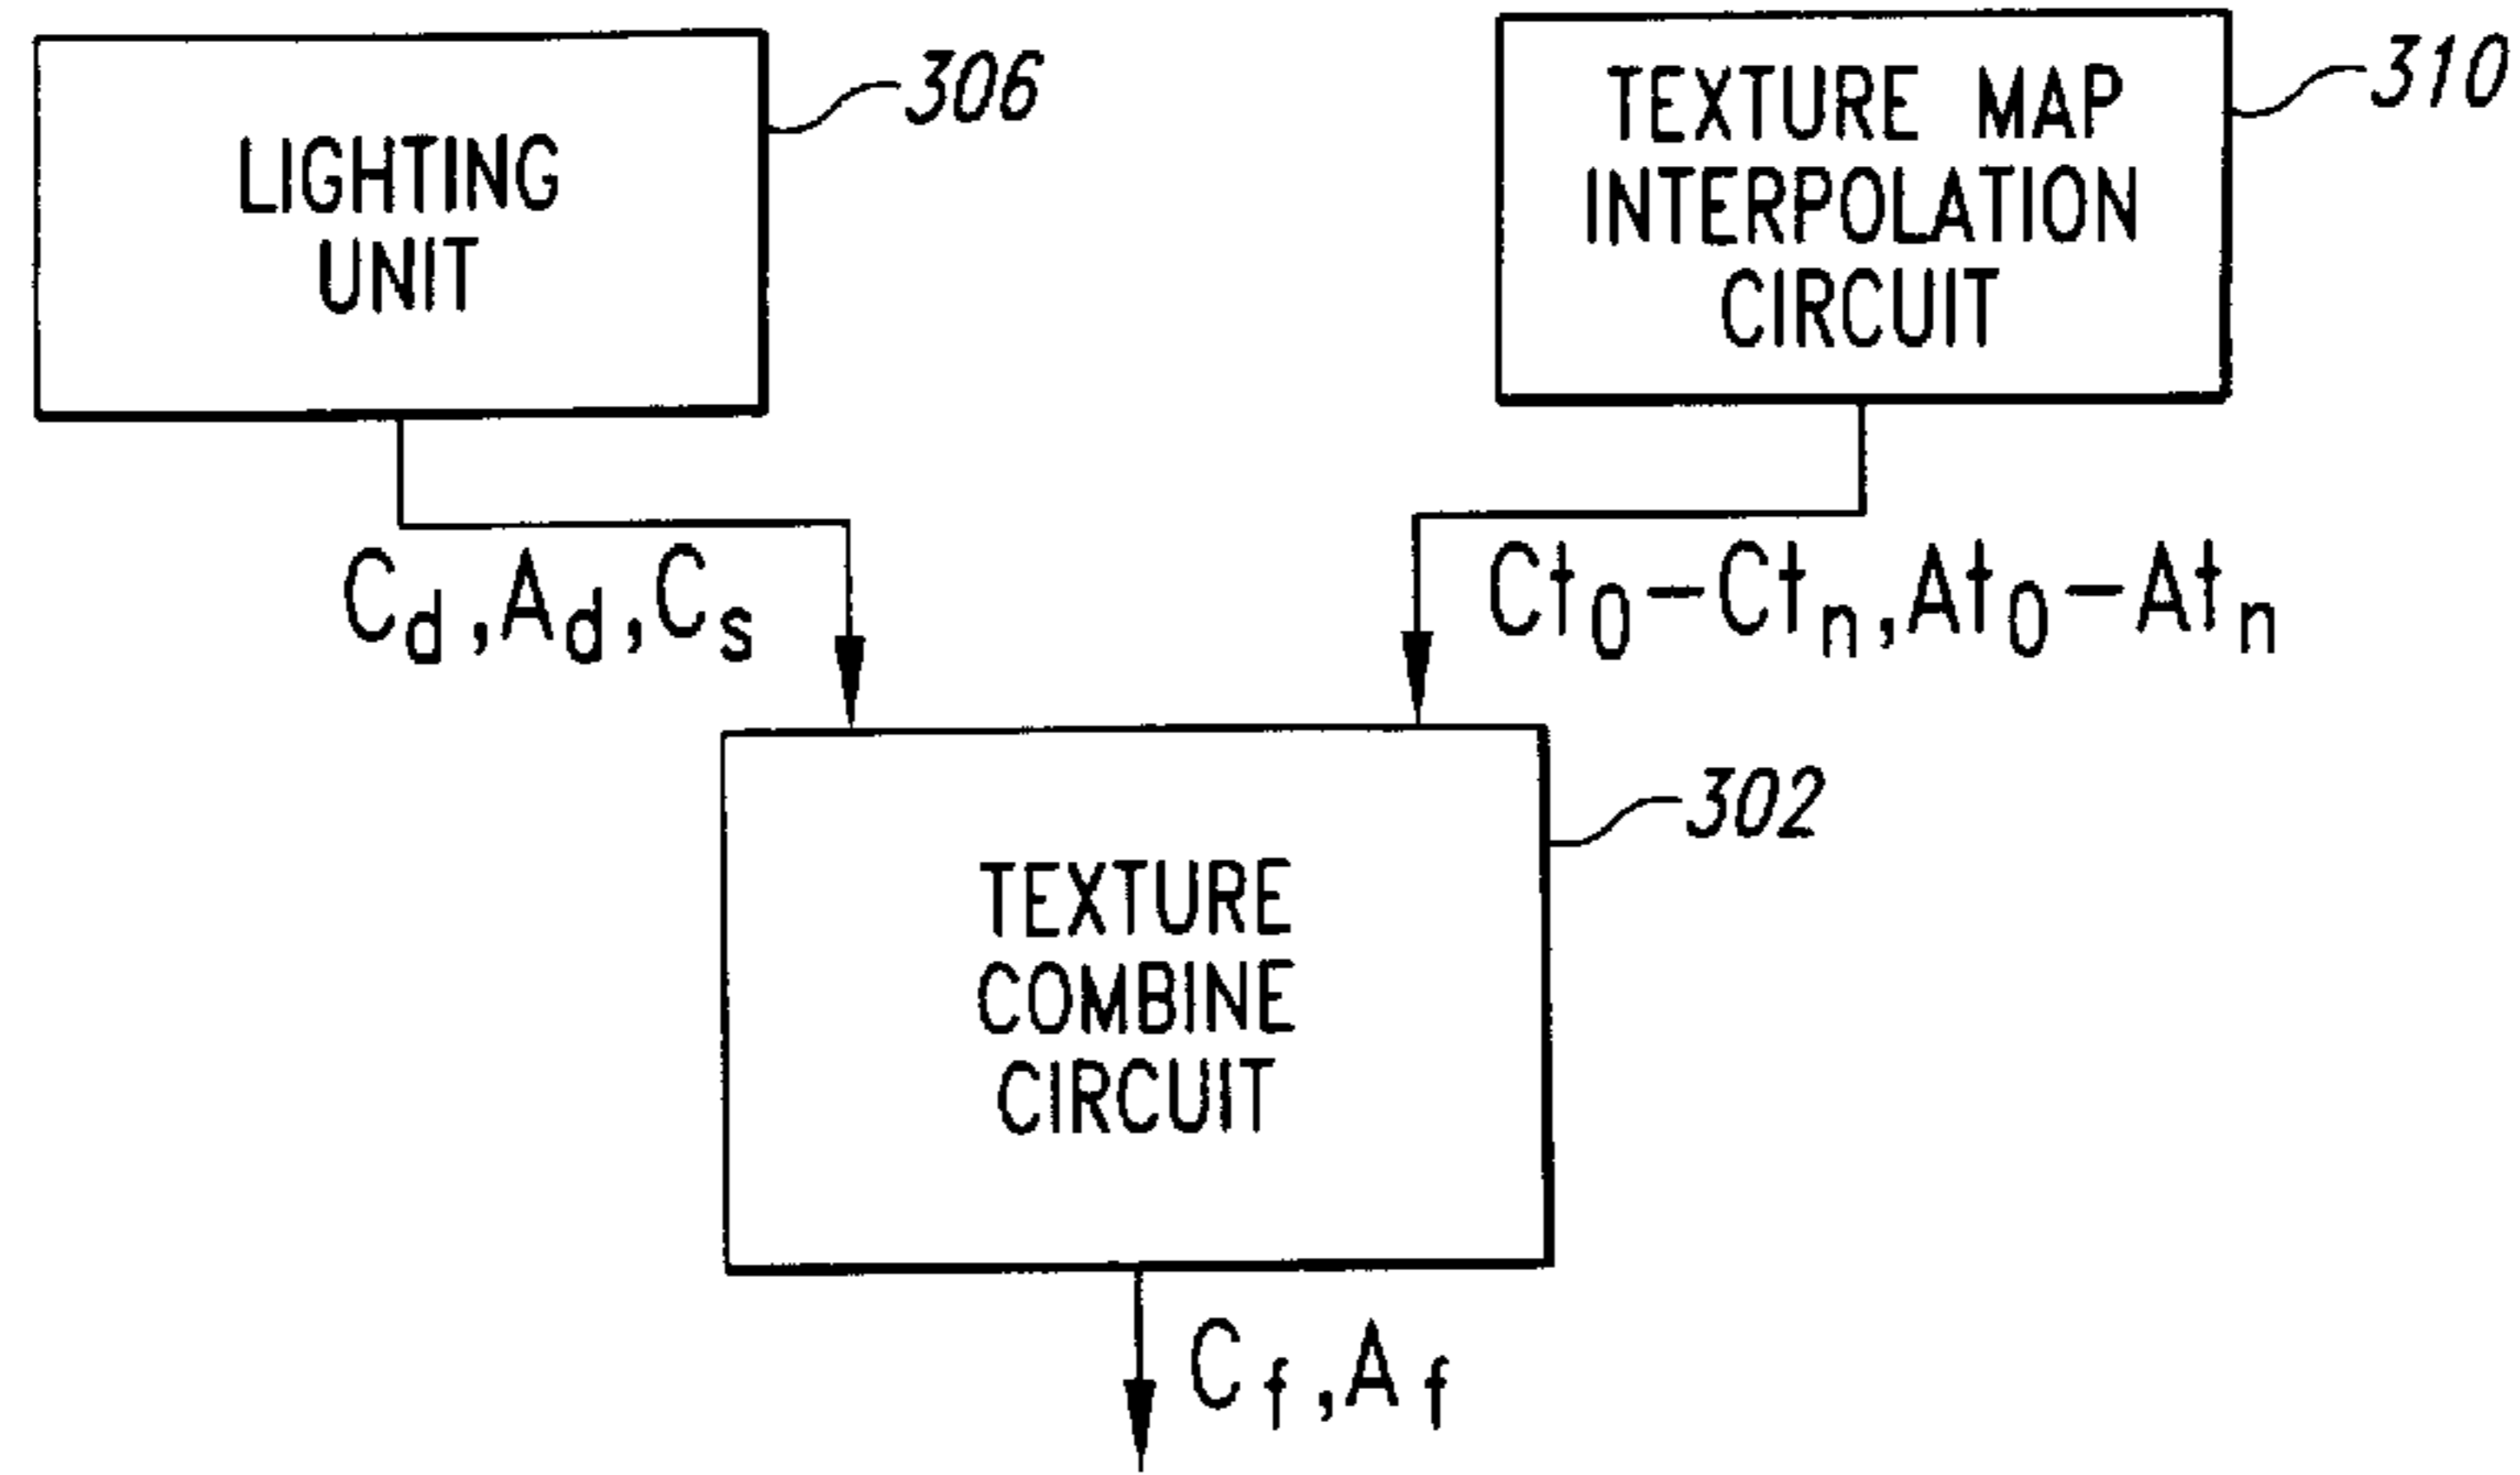 LIGHTING
UNIT
306
TEXTURE MAP
INTERPOLATION
CIRCUIT
310
Cd,Ad,Cs
Ct0-Ctn,At0-Atn
TEXTURE
COMBINE
CIRCUIT
302
Cf,Af